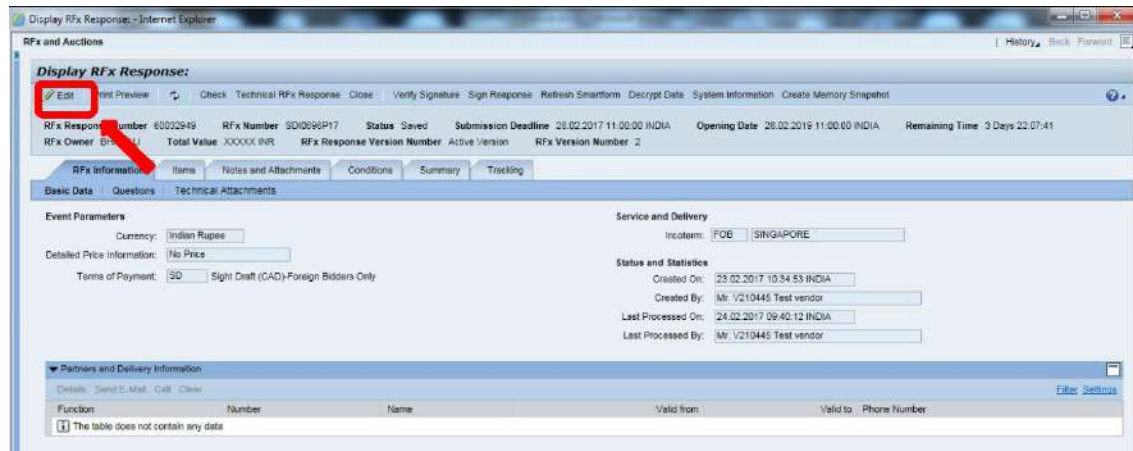 Display RFx Response: - Internet Explorer
RFx and Auctions | History Back Forward
Display RFx Response:
Edit Print Preview Check Technical RFx Response Close Verify Signature Sign Response Refresh Smartform Decrypt Data System Information Create Memory Snapshot
RFx Response Number 60032949 RFx Number SDI0696P17 Status Saved Submission Deadline 28.02.2017 11:00:00 INDIA Opening Date 28.02.2019 11:00:00 INDIA Remaining Time 3 Days 22:07:41
RFx Owner Total Value XXXXX INR RFx Response Version Number Active Version RFx Version Number 2
RFx Information Items Notes and Attachments Conditions Summary Tracking
Basic Data Questions Technical Attachments
Event Parameters Service and Delivery
Currency: Indian Rupee Incoterm: FOB SINGAPORE
Detailed Price Information: No Price Status and Statistics
Terms of Payment: SD Sight Draft (CAD)-Foreign Bidders Only Created On: 23.02.2017 10:34:53 INDIA
Created By: Mr. V210445 Test vendor
Last Processed On: 24.02.2017 09:40:12 INDIA
Last Processed By: Mr. V210445 Test vendor
Partners and Delivery Information
Details Send E-Mail Call Clear Filter Settings
Function Number Name Valid from Valid to Phone Number
The table does not contain any data